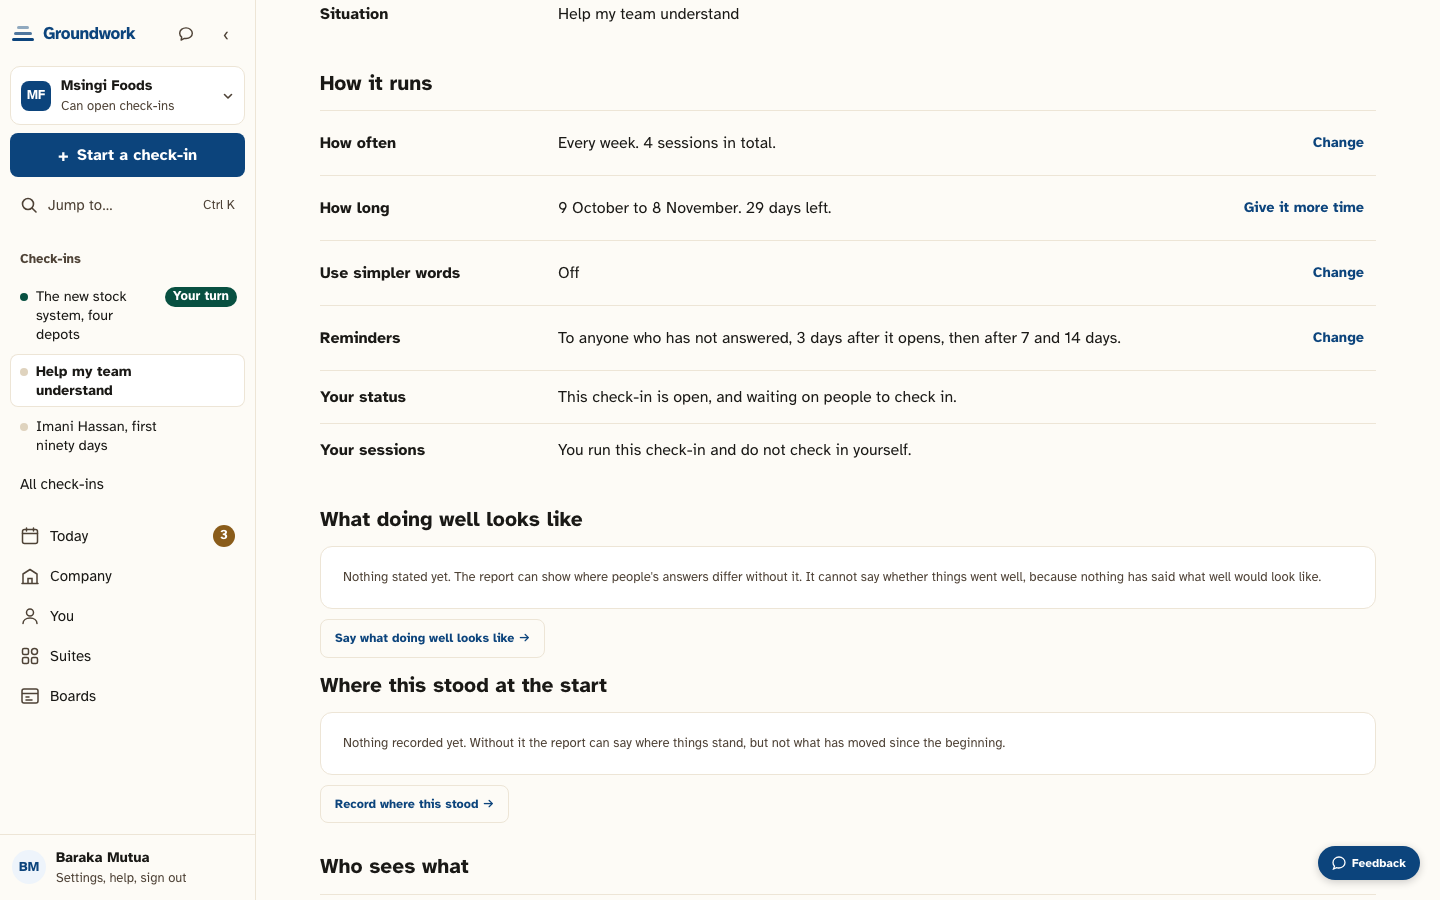 Groundwork
MF
Msingi Foods
Can open check-ins
+ Start a check-in
Jump to...
Ctrl K
Check-ins
The new stock
system, four
depots
Your turn
Help my team
understand
Imani Hassan, first
ninety days
All check-ins
Today
3
Company
You
Suites
Boards
BM
Baraka Mutua
Settings, help, sign out
Situation
Help my team understand
How it runs
How often
Every week. 4 sessions in total.
Change
How long
9 October to 8 November. 29 days left.
Give it more time
Use simpler words
Off
Change
Reminders
To anyone who has not answered, 3 days after it opens, then after 7 and 14 days.
Change
Your status
This check-in is open, and waiting on people to check in.
Your sessions
You run this check-in and do not check in yourself.
What doing well looks like
Nothing stated yet. The report can show where people's answers differ without it. It cannot say whether things went well, because nothing has said what well would look like.
Say what doing well looks like →
Where this stood at the start
Nothing recorded yet. Without it the report can say where things stand, but not what has moved since the beginning.
Record where this stood →
Who sees what
Feedback